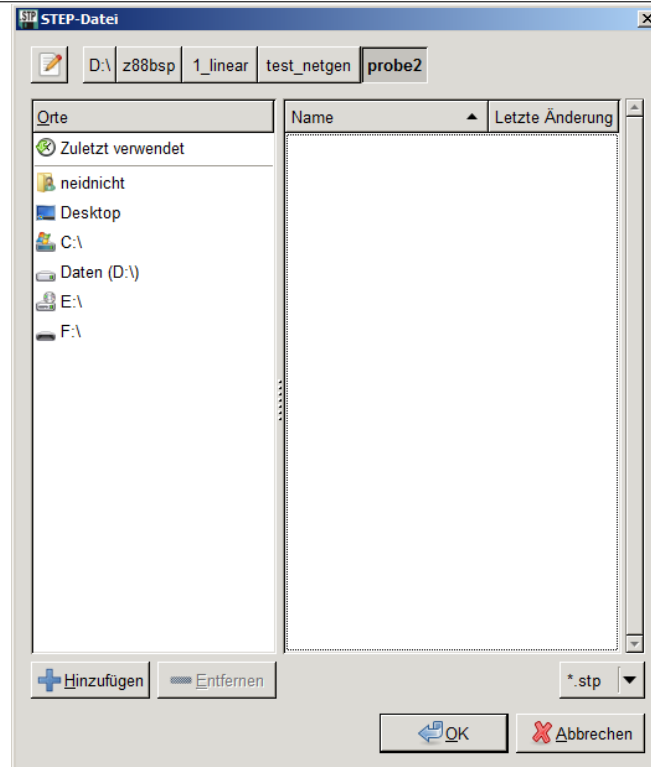 STP STEP-Datei
D:\ z88bsp 1_linear test_netgen probe2
Orte
Name Letzte Änderung
Zuletzt verwendet
neidnicht
Desktop
C:\
Daten (D:\)
E:\
F:\
Hinzufügen Entfernen *.stp
OK Abbrechen